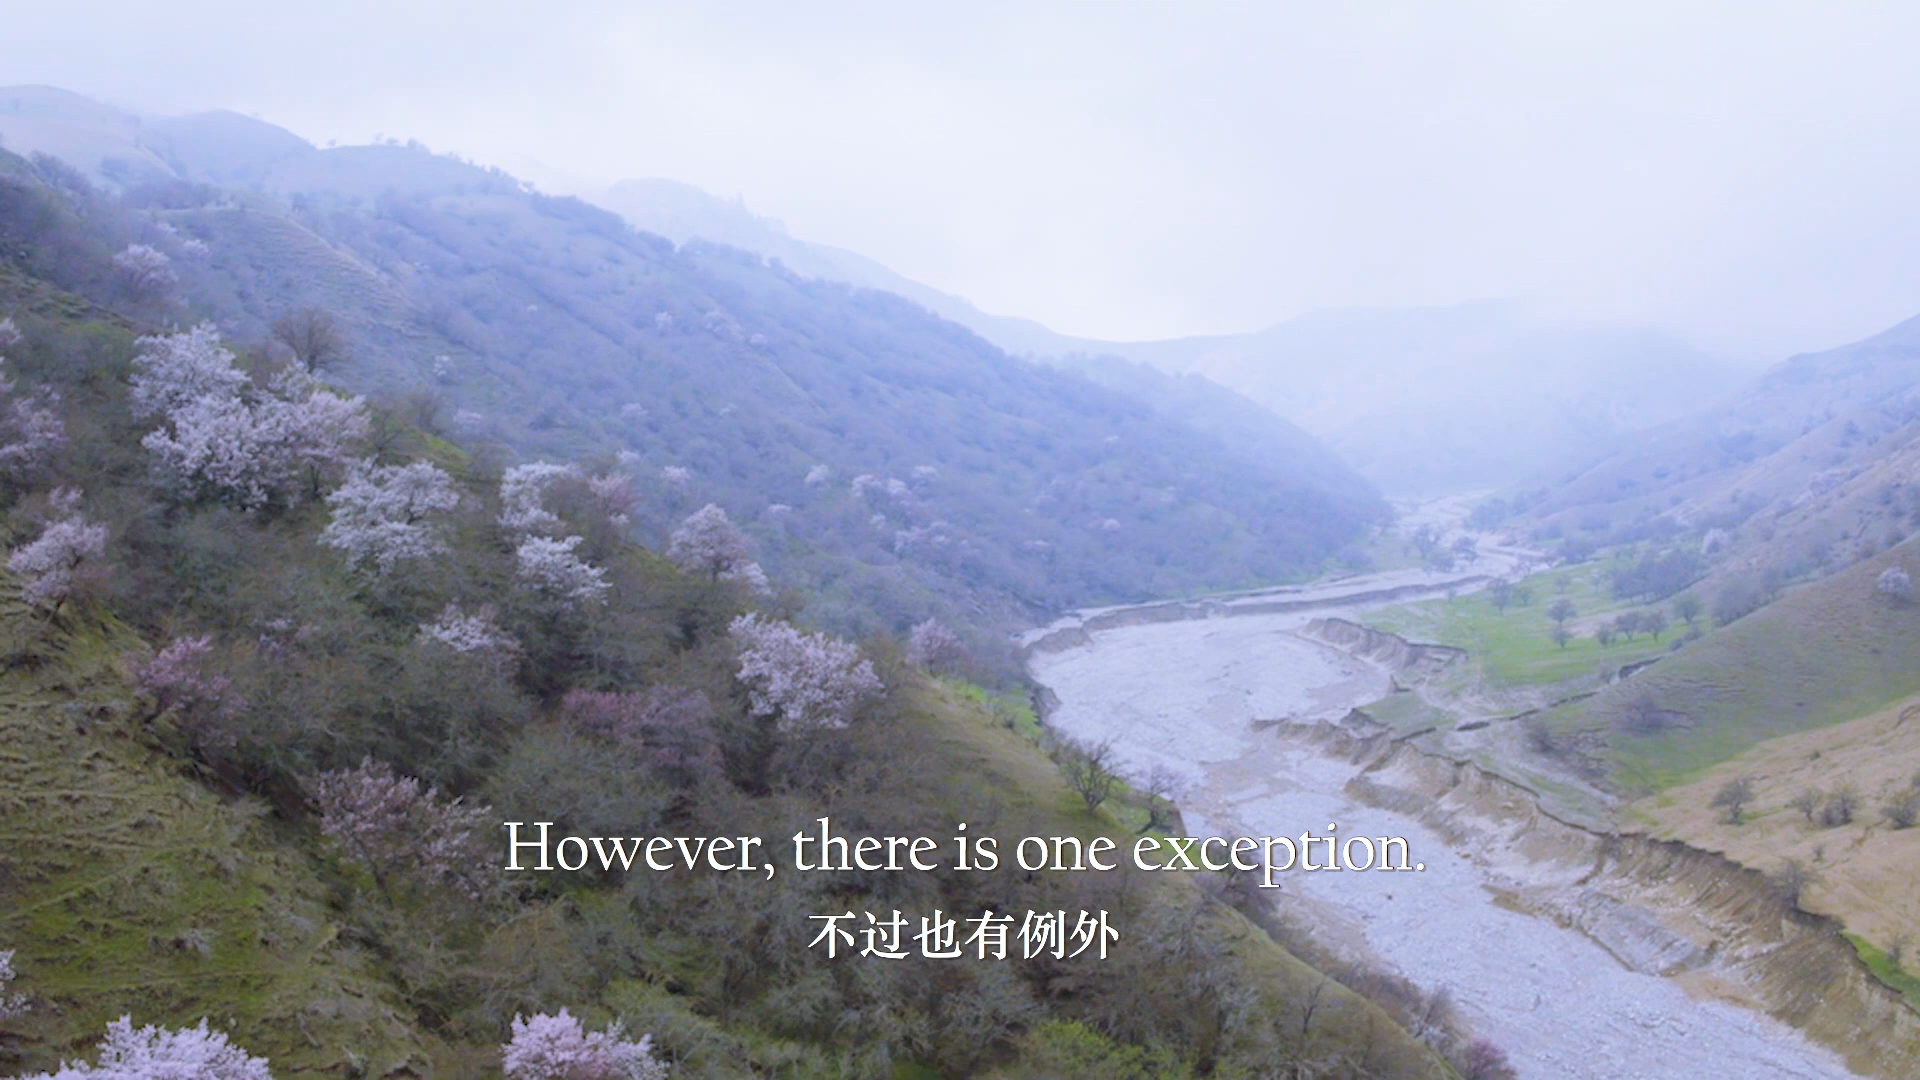 However, there is one exception.
不过也有例外